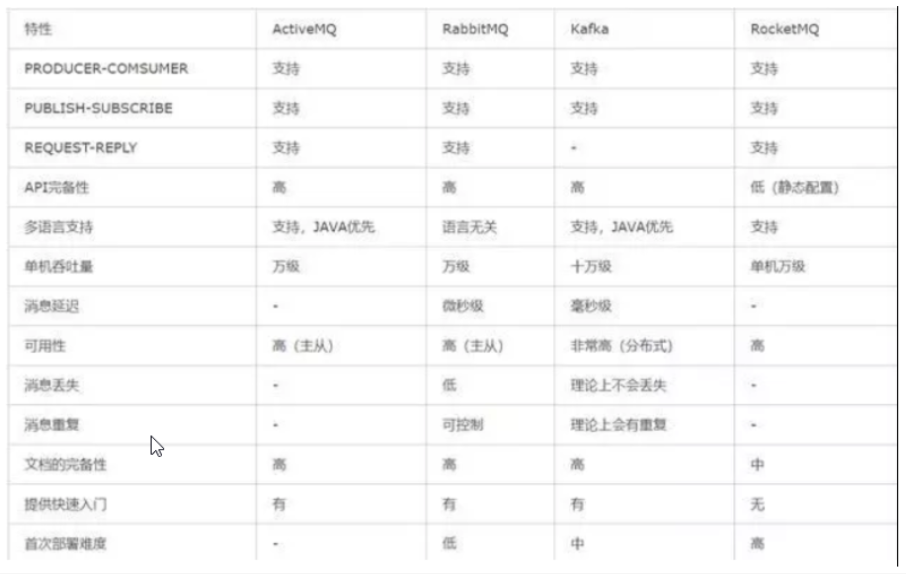 特性 ActiveMQ RabbitMQ Kafka RocketMQ
PRODUCER-COMSUMER 支持 支持 支持 支持
PUBLISH-SUBSCRIBE 支持 支持 支持 支持
REQUEST-REPLY 支持 支持 - 支持
API完备性 高 高 高 低（静态配置）
多语言支持 支持，JAVA优先 语言无关 支持，JAVA优先 支持
单机吞吐量 万级 万级 十万级 单机万级
消息延迟 - 微秒级 毫秒级 -
可用性 高（主从） 高（主从） 非常高（分布式） 高
消息丢失 - 低 理论上不会丢失 -
消息重复 - 可控制 理论上会有重复 -
文档的完备性 高 高 高 中
提供快速入门 有 有 有 无
首次部署难度 - 低 中 高